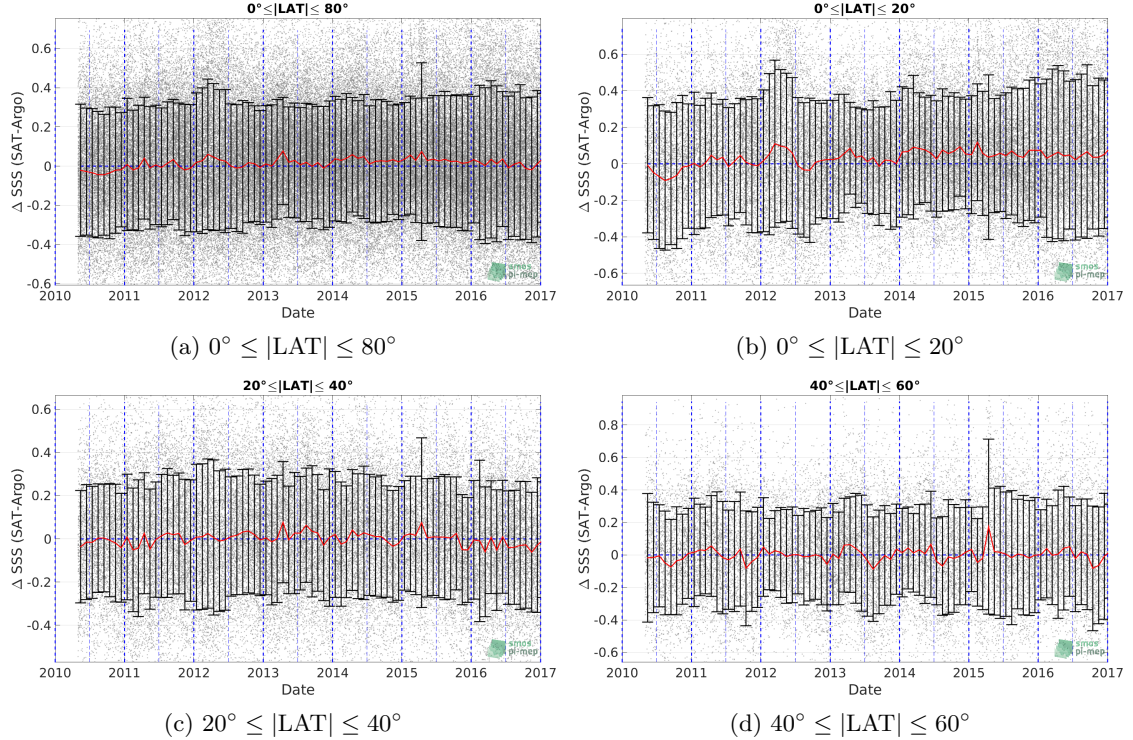 0°≤|LAT|≤ 80°
0.6
0.4
0.2
0
-0.2
-0.4
-0.6
Δ SSS (SAT-Argo)
2010 2011 2012 2013 2014 2015 2016 2017
Date
smos
pi-mep
(a) 0° ≤ |LAT| ≤ 80°
0°≤|LAT|≤ 20°
0.6
0.4
0.2
0
-0.2
-0.4
-0.6
Δ SSS (SAT-Argo)
2010 2011 2012 2013 2014 2015 2016 2017
Date
smos
pi-mep
(b) 0° ≤ |LAT| ≤ 20°
20°≤|LAT|≤ 40°
0.6
0.4
0.2
0
-0.2
-0.4
Δ SSS (SAT-Argo)
2010 2011 2012 2013 2014 2015 2016 2017
Date
smos
pi-mep
(c) 20° ≤ |LAT| ≤ 40°
40°≤|LAT|≤ 60°
0.8
0.6
0.4
0.2
0
-0.2
-0.4
-0.6
Δ SSS (SAT-Argo)
2010 2011 2012 2013 2014 2015 2016 2017
Date
smos
pi-mep
(d) 40° ≤ |LAT| ≤ 60°